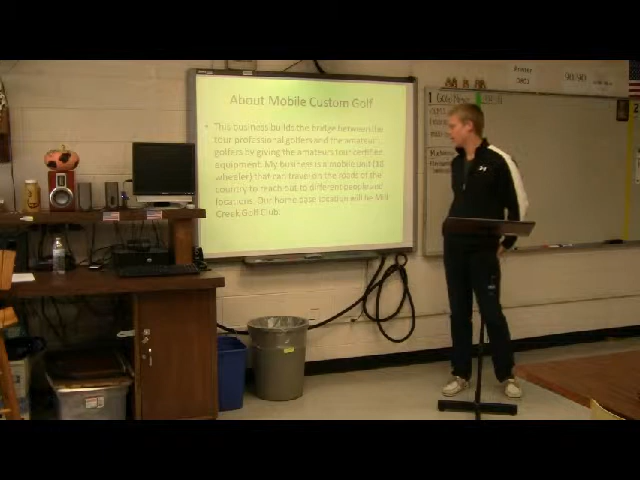 About Mobile Custom Golf
This business builds the bridge between the
tour professional golfers and the amateur
golfers by giving the amateurs tour certified
equipment. My business is a mobile unit (18
wheeler) that can travel on the roads of the
country to reach out to different people and
locations. Our home base location will be Mill
Creek Golf Club.